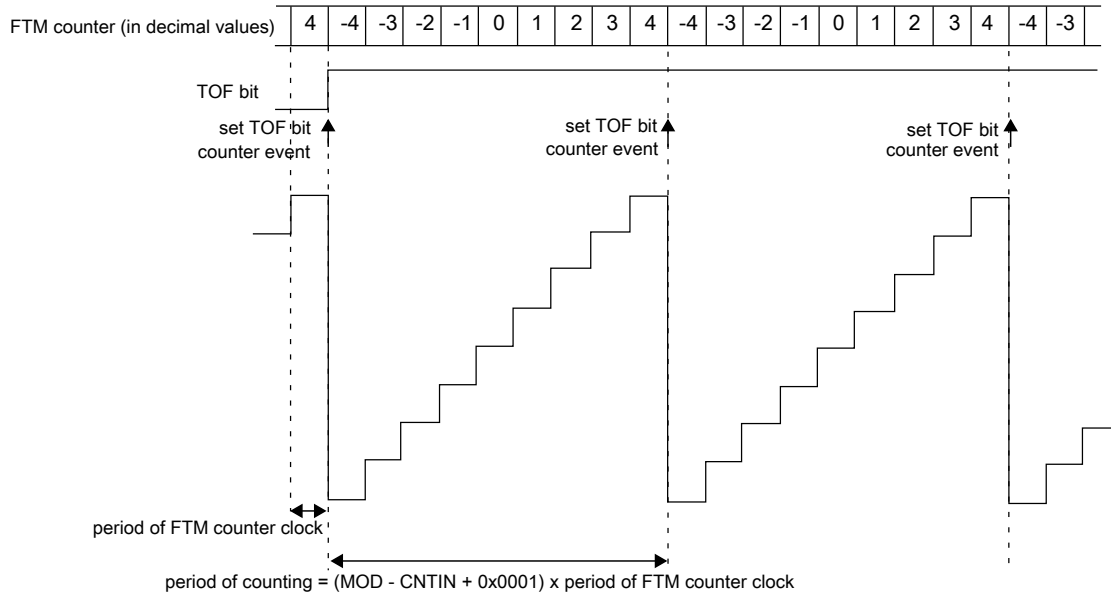 FTM counter (in decimal values) 4 -4 -3 -2 -1 0 1 2 3 4 -4 -3 -2 -1 0 1 2 3 4 -4 -3
TOF bit
set TOF bit set TOF bit set TOF bit
counter event counter event counter event
period of FTM counter clock
period of counting = (MOD - CNTIN + 0x0001) x period of FTM counter clock